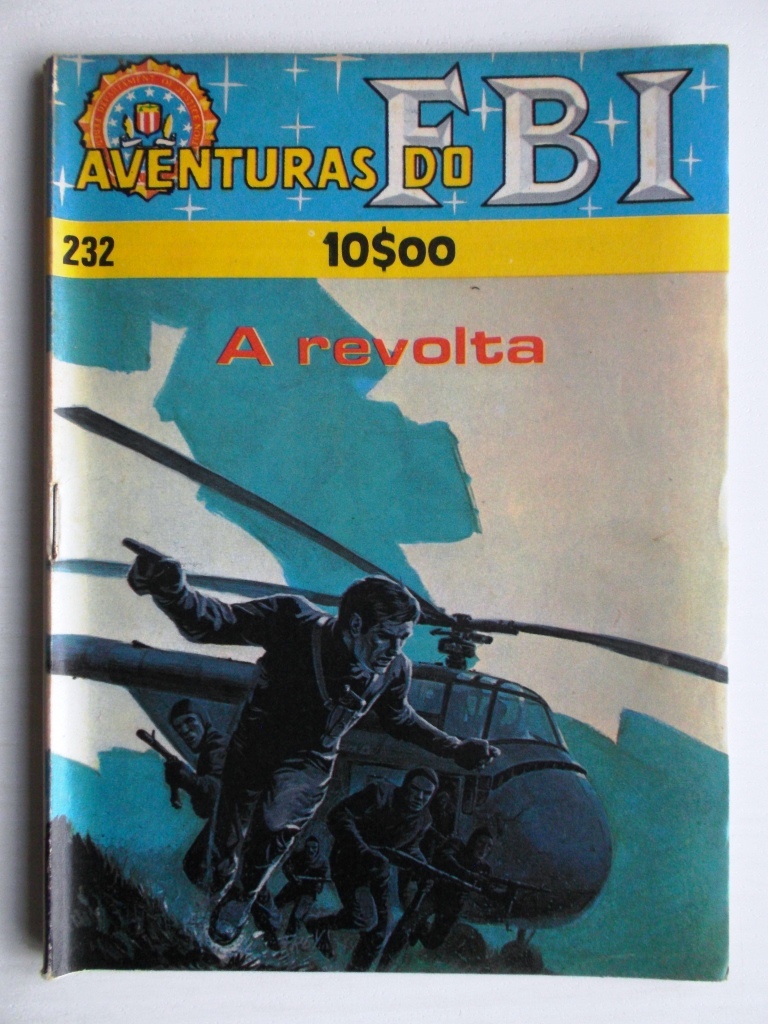 AVENTURAS DO FBI
232 10$00
A revolta